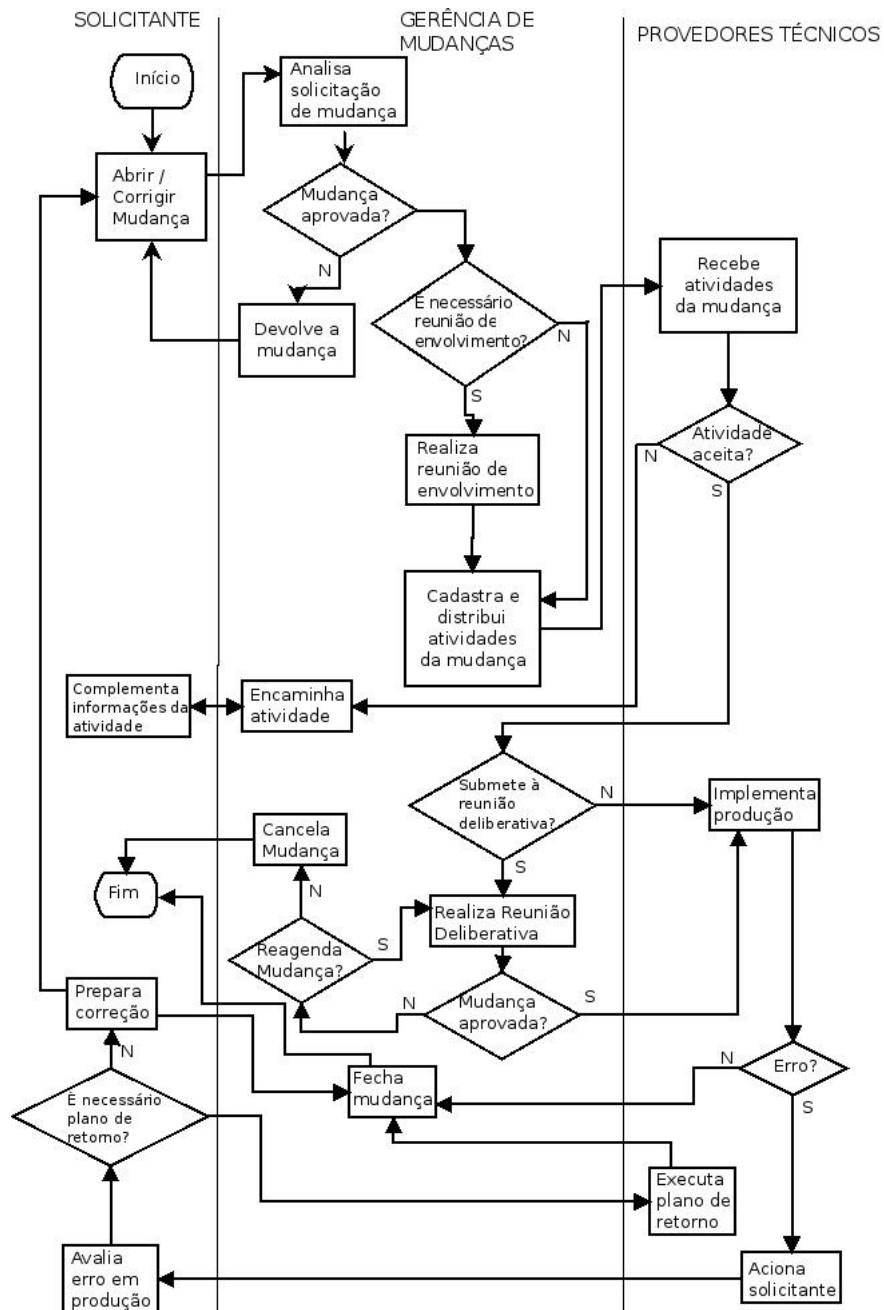 SOLICITANTE
GERÊNCIA DE
MUDANÇAS
PROVEDORES TÉCNICOS
Início
Analisa
solicitação
de mudança
Abrir /
Corrigir
Mudança
Mudança
aprovada?
N
Devolve a
mudança
É necessário
reunião de
envolvimento?
N
S
Recebe
atividades
da mudança
Atividade
aceita?
N
S
Realiza
reunião de
envolvimento
Cadastra e
distribui
atividades
da mudança
Complementa
informações da
atividade
Encaminha
atividade
Submete à
reunião
deliberativa?
N
S
Implementa
produção
Cancela
Mudança
Fim
N
Reagenda
Mudança?
S
Realiza Reunião
Deliberativa
Mudança
aprovada?
N
S
Prepara
correção
N
É necessário
plano de
retorno?
Fecha
mudança
Erro?
N
S
Executa
plano de
retorno
Avalia
erro em
produção
Aciona
solicitante